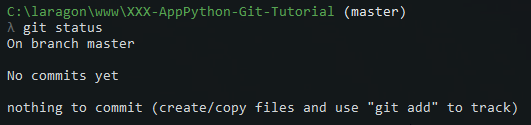 C:\laragon\www\XXX-AppPython-Git-Tutorial (master)
λ git status
On branch master
No commits yet
nothing to commit (create/copy files and use "git add" to track)